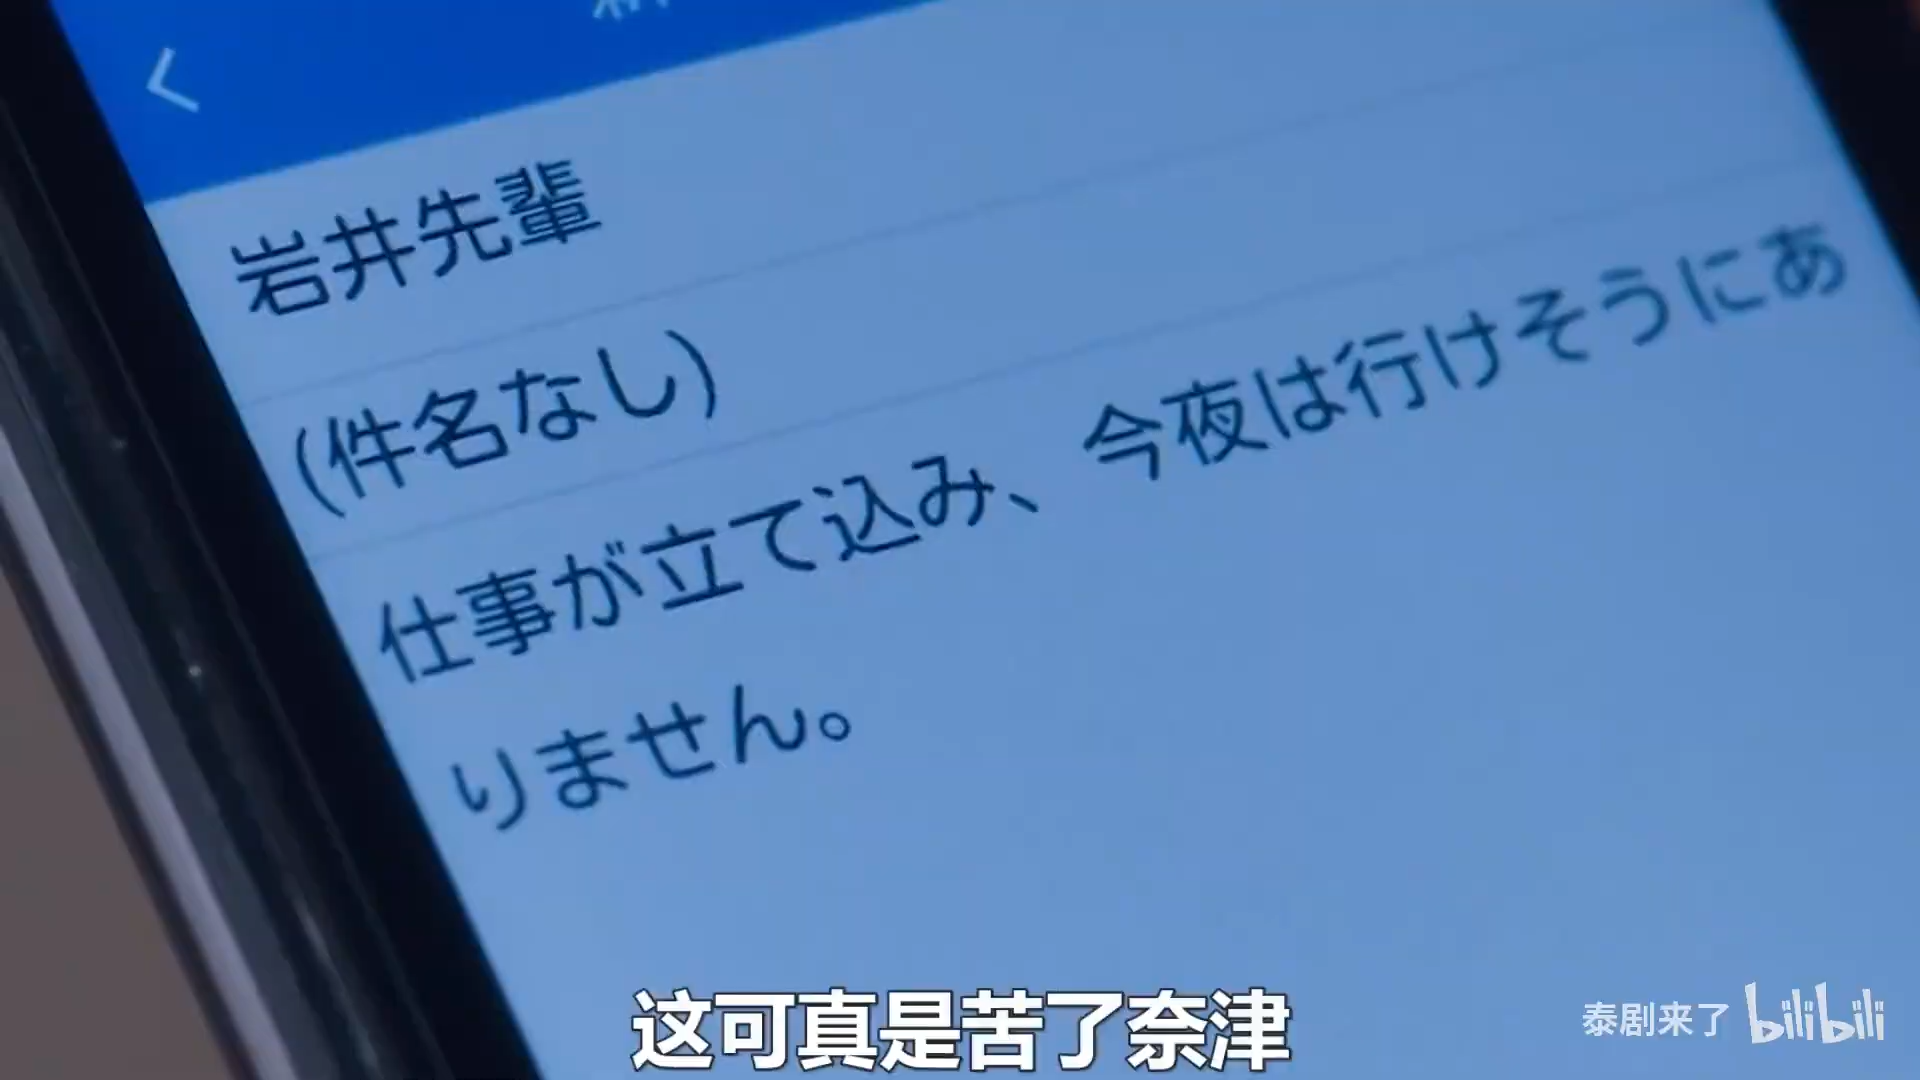 岩井先輩
(件名なし)
仕事が立て込み、今夜は行けそうにあ
りません。
这可真是苦了奈津
泰剧来了 bilibili